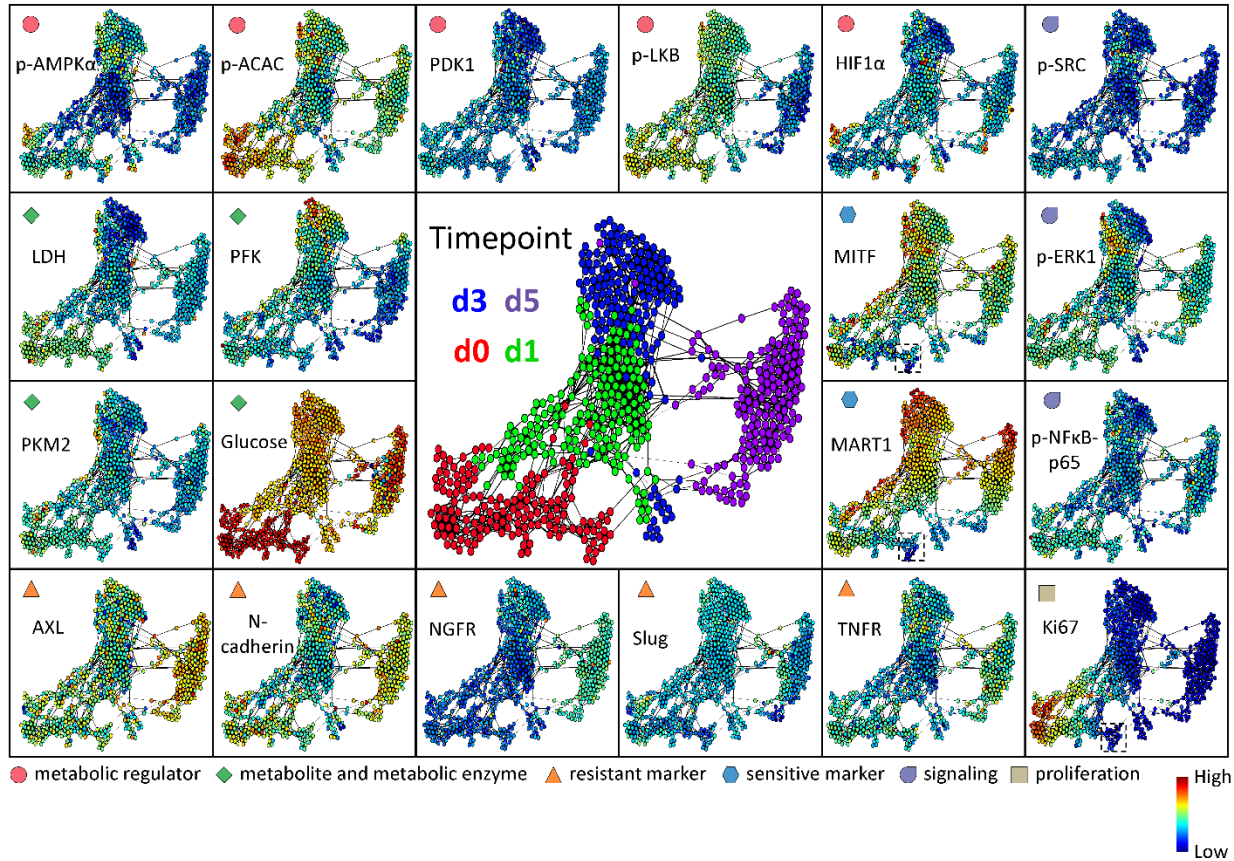 p-AMPKα
p-ACAC
PDK1
p-LKB
HIF1α
p-SRC
LDH
PFK
Timepoint
d3 d5
d0 d1
MITF
p-ERK1
PKM2
Glucose
MART1
p-NFκB-
p65
AXL
N-
cadherin
NGFR
Slug
TNFR
Ki67
metabolic regulator
metabolite and metabolic enzyme
resistant marker
sensitive marker
signaling
proliferation
High
Low